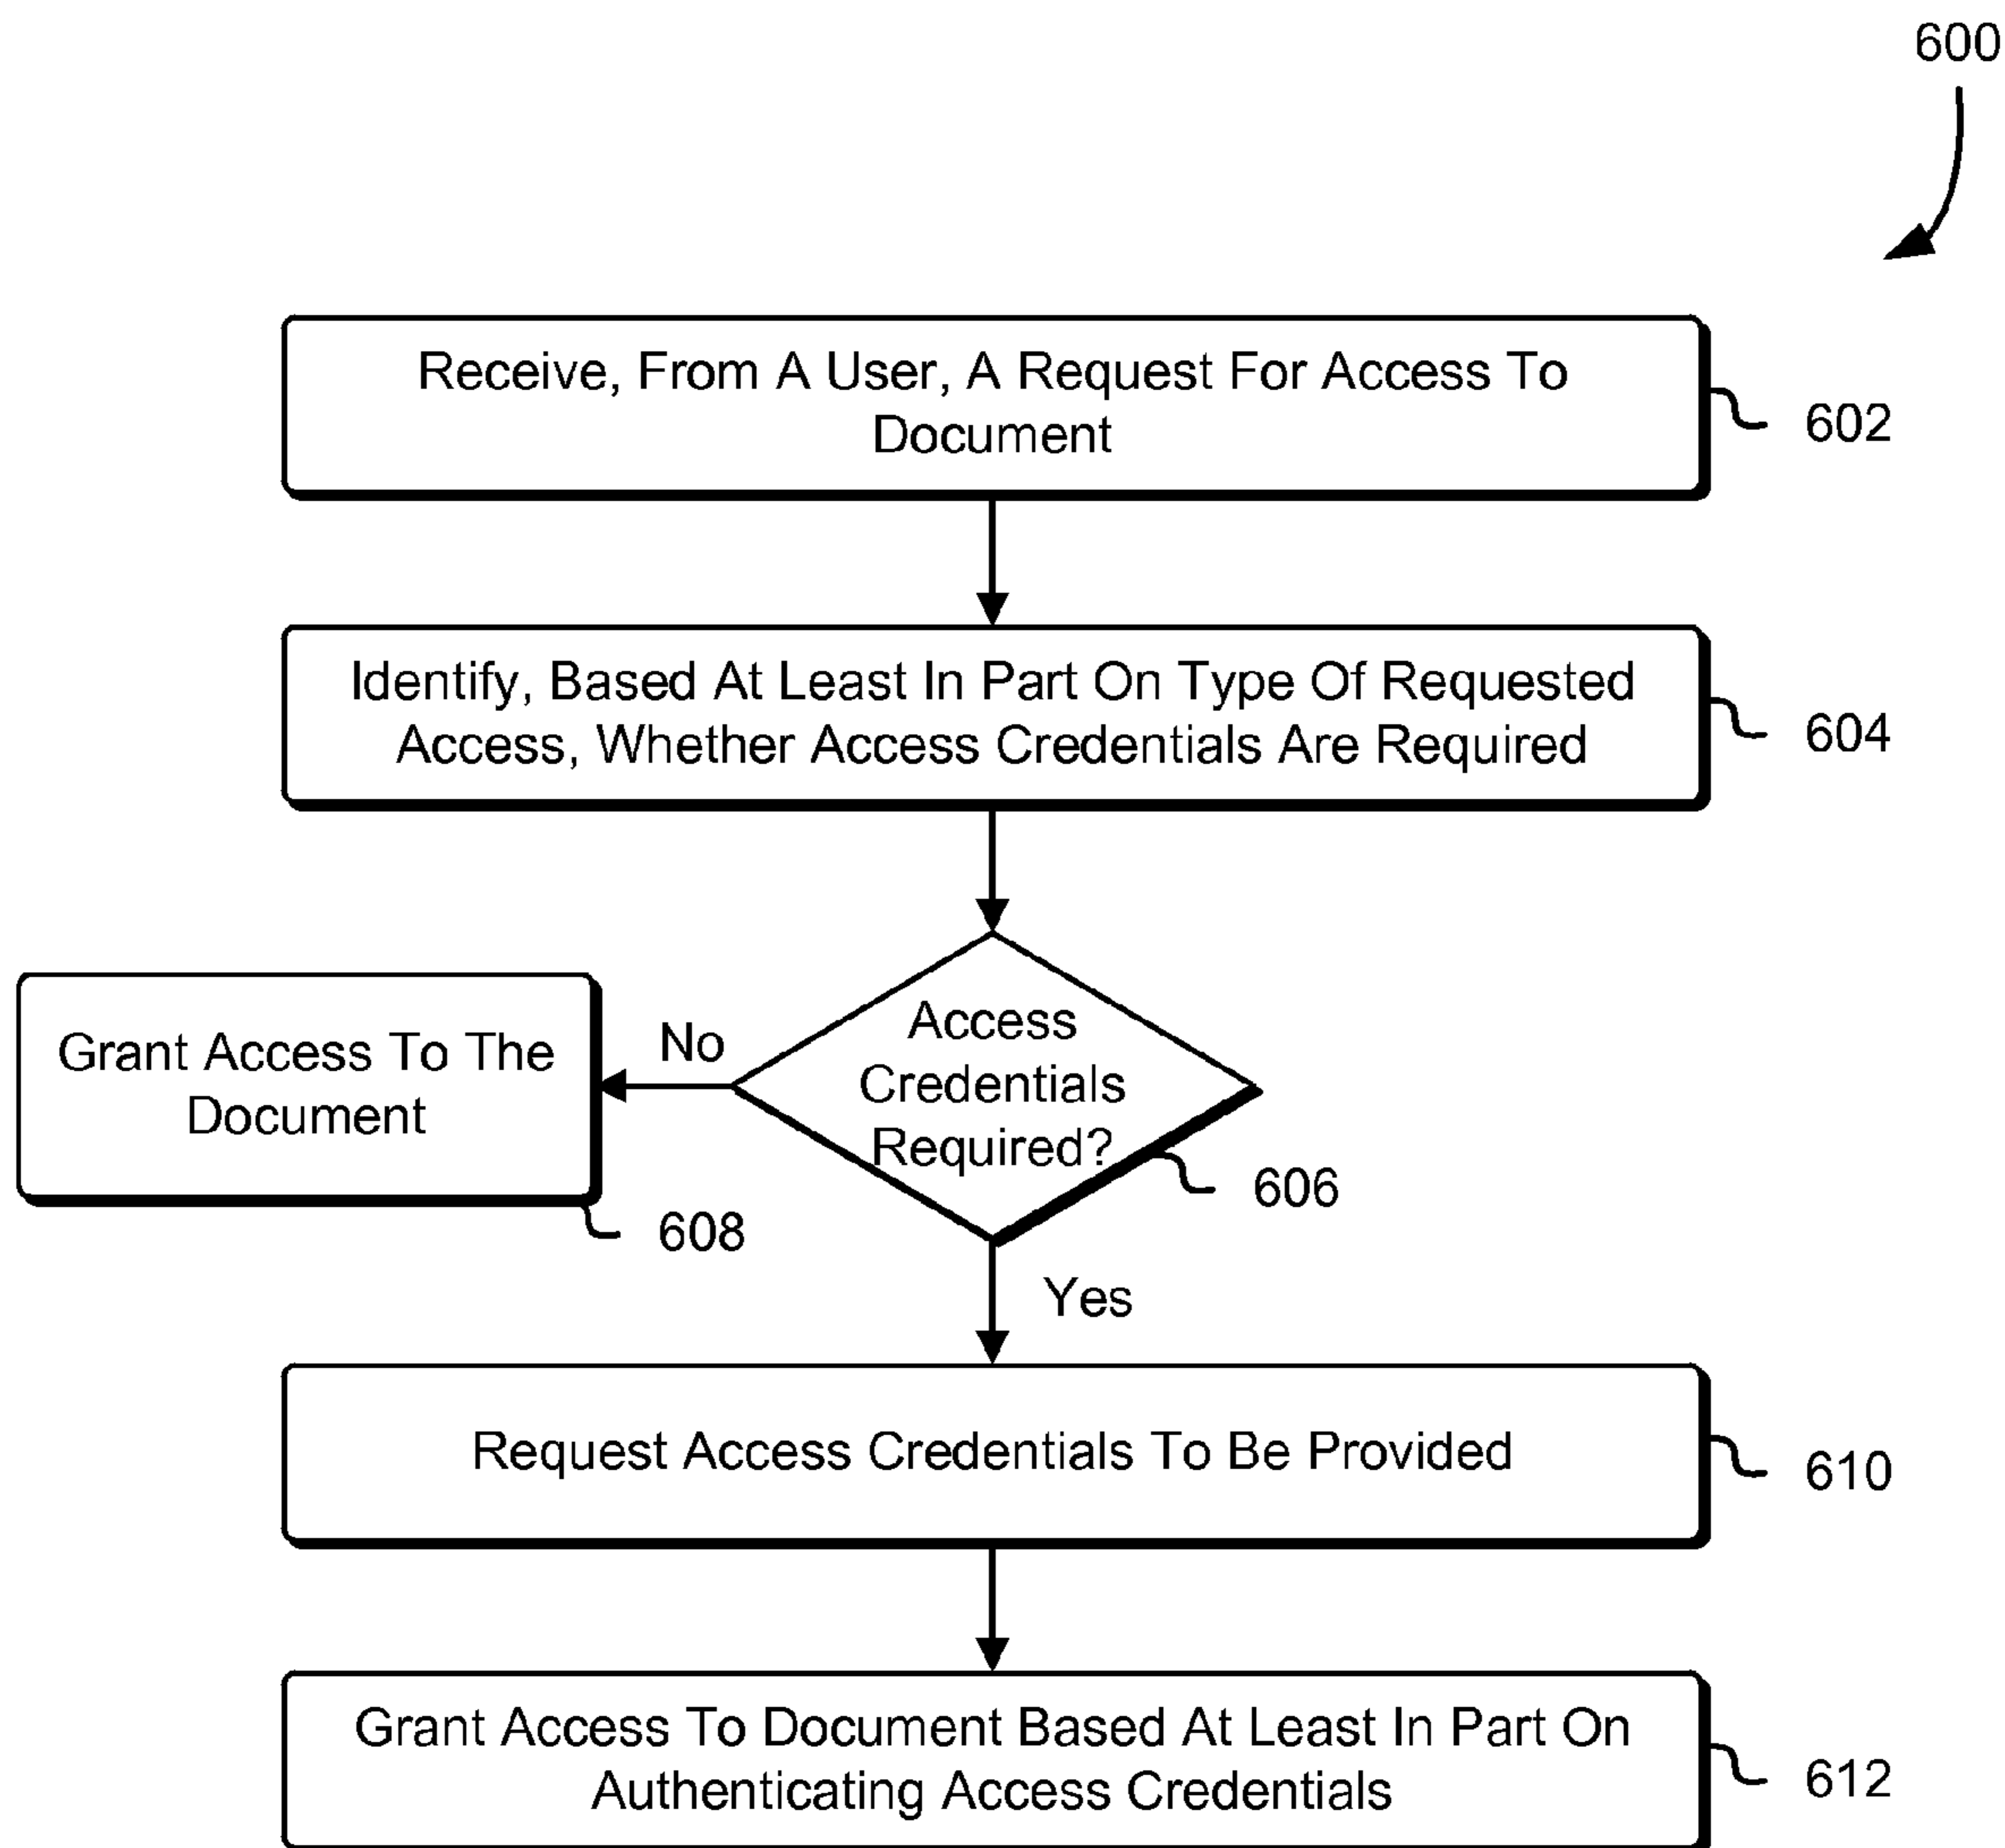 600
Receive, From A User, A Request For Access To
Document
602
Identify, Based At Least In Part On Type Of Requested
Access, Whether Access Credentials Are Required
604
Access
Credentials
Required?
606
No
Grant Access To The
Document
608
Yes
Request Access Credentials To Be Provided
610
Grant Access To Document Based At Least In Part On
Authenticating Access Credentials
612